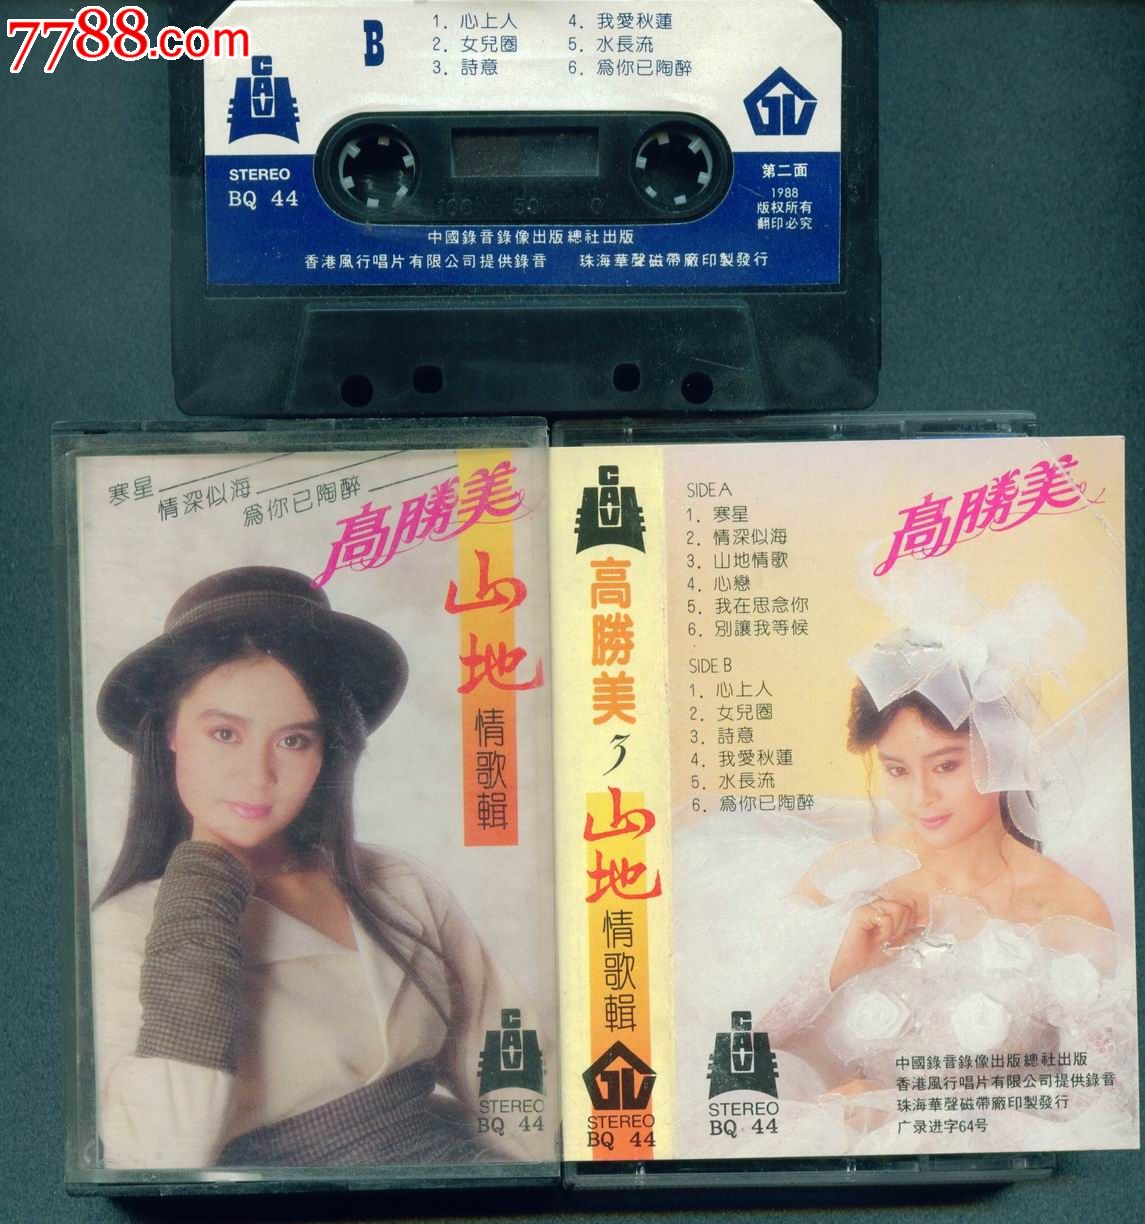 7788.com
CAV
B
1. 心上人
2. 女兒圈
3. 詩意
4. 我愛秋蓮
5. 水長流
6. 爲你已陶醉
STEREO
BQ 44
第二面
1988
版权所有
翻印必究
100 50 0
中國錄音錄像出版總社出版
香港風行唱片有限公司提供錄音 珠海華聲磁帶廠印製發行
寒星
情深似海
爲你已陶醉
高勝美
山地
情歌輯
CAV
STEREO
BQ 44
CAV
高勝美
3
山地
情歌輯
STEREO
BQ 44
高勝美
SIDE A
1. 寒星
2. 情深似海
3. 山地情歌
4. 心戀
5. 我在思念你
6. 別讓我等候
SIDE B
1. 心上人
2. 女兒圈
3. 詩意
4. 我愛秋蓮
5. 水長流
6. 爲你已陶醉
CAV
STEREO
BQ 44
中國錄音錄像出版總社出版
香港風行唱片有限公司提供錄音
珠海華聲磁帶廠印製發行
广录进字64号